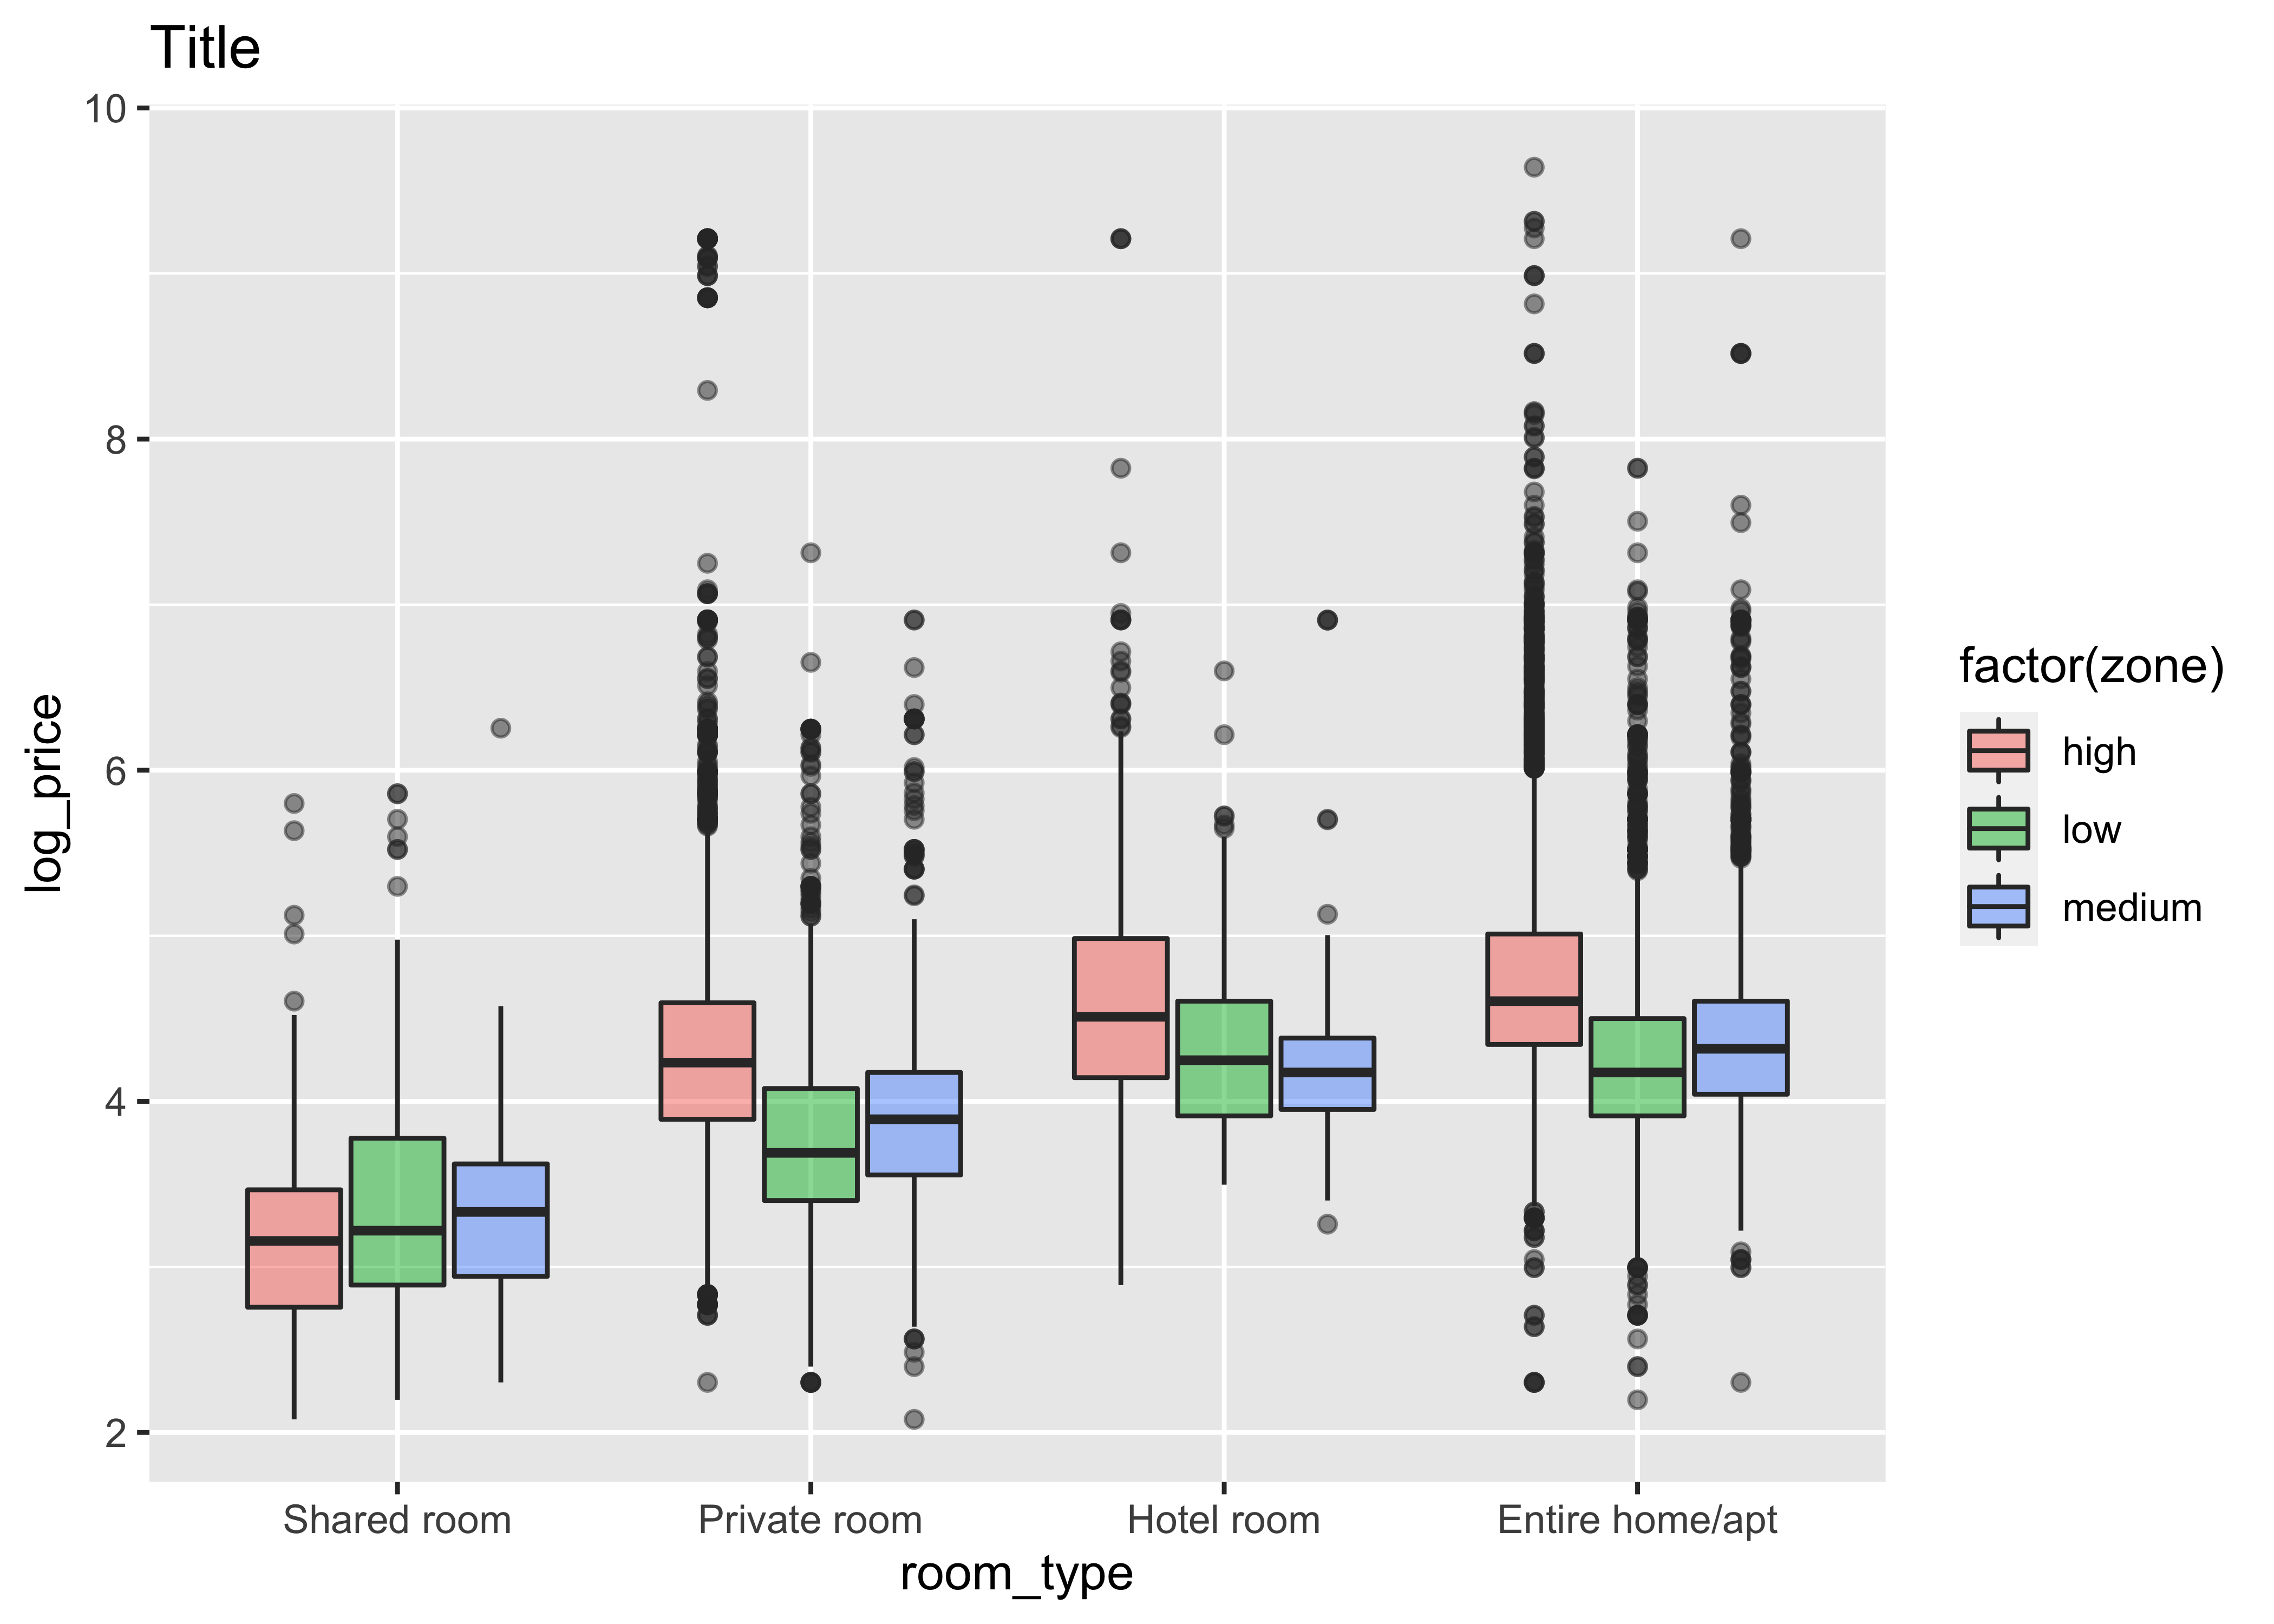 Title
10
8
6
4
2
log_price
Shared room
Private room
Hotel room
Entire home/apt
room_type
factor(zone)
high
low
medium